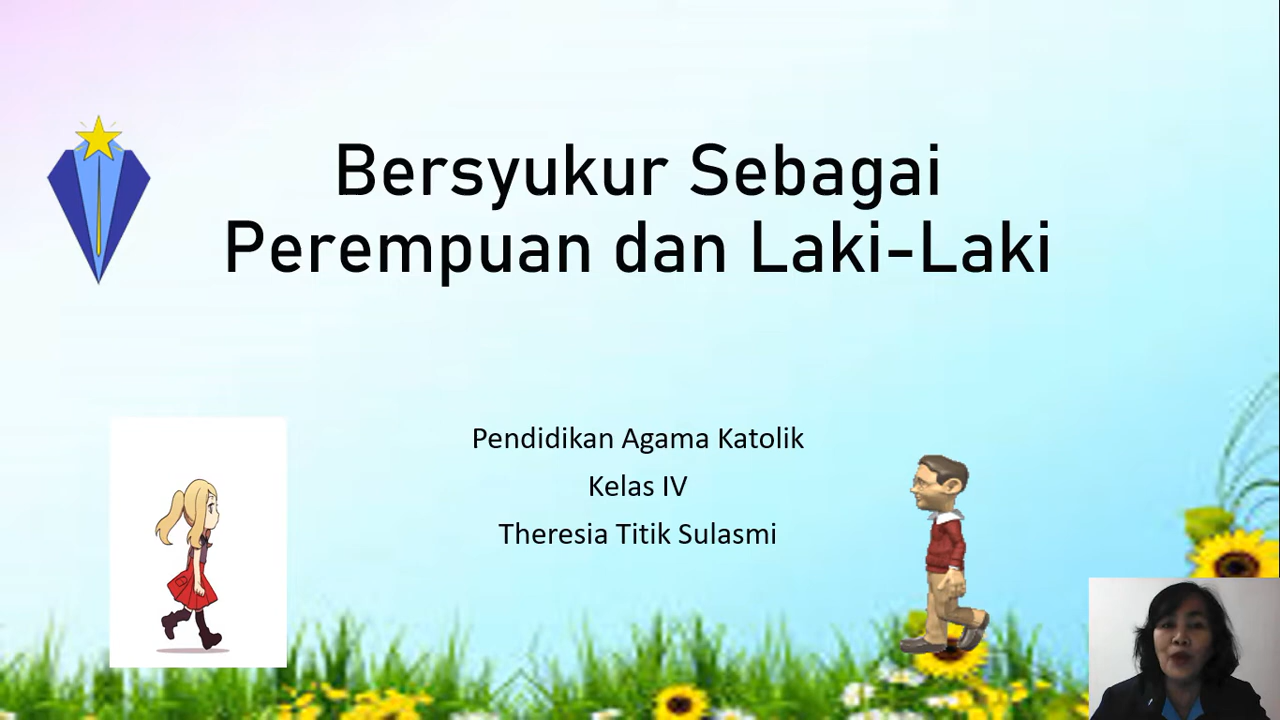 Bersyukur Sebagai
Perempuan dan Laki-Laki
Pendidikan Agama Katolik
Kelas IV
Theresia Titik Sulasmi